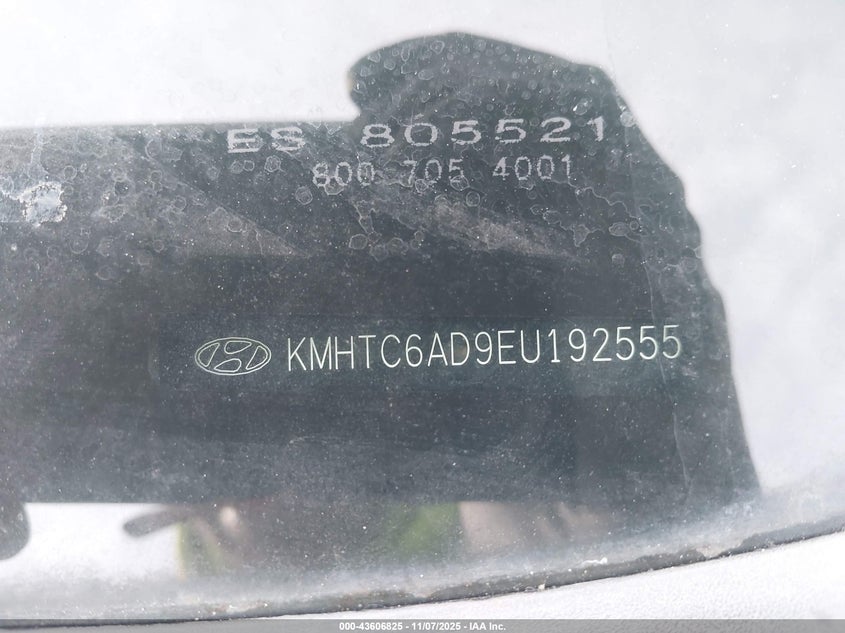 ES 805521
800 705 4001
KMHTC6AD9EU192555
000-43606825 - 11/07/2025 - IAA Inc.